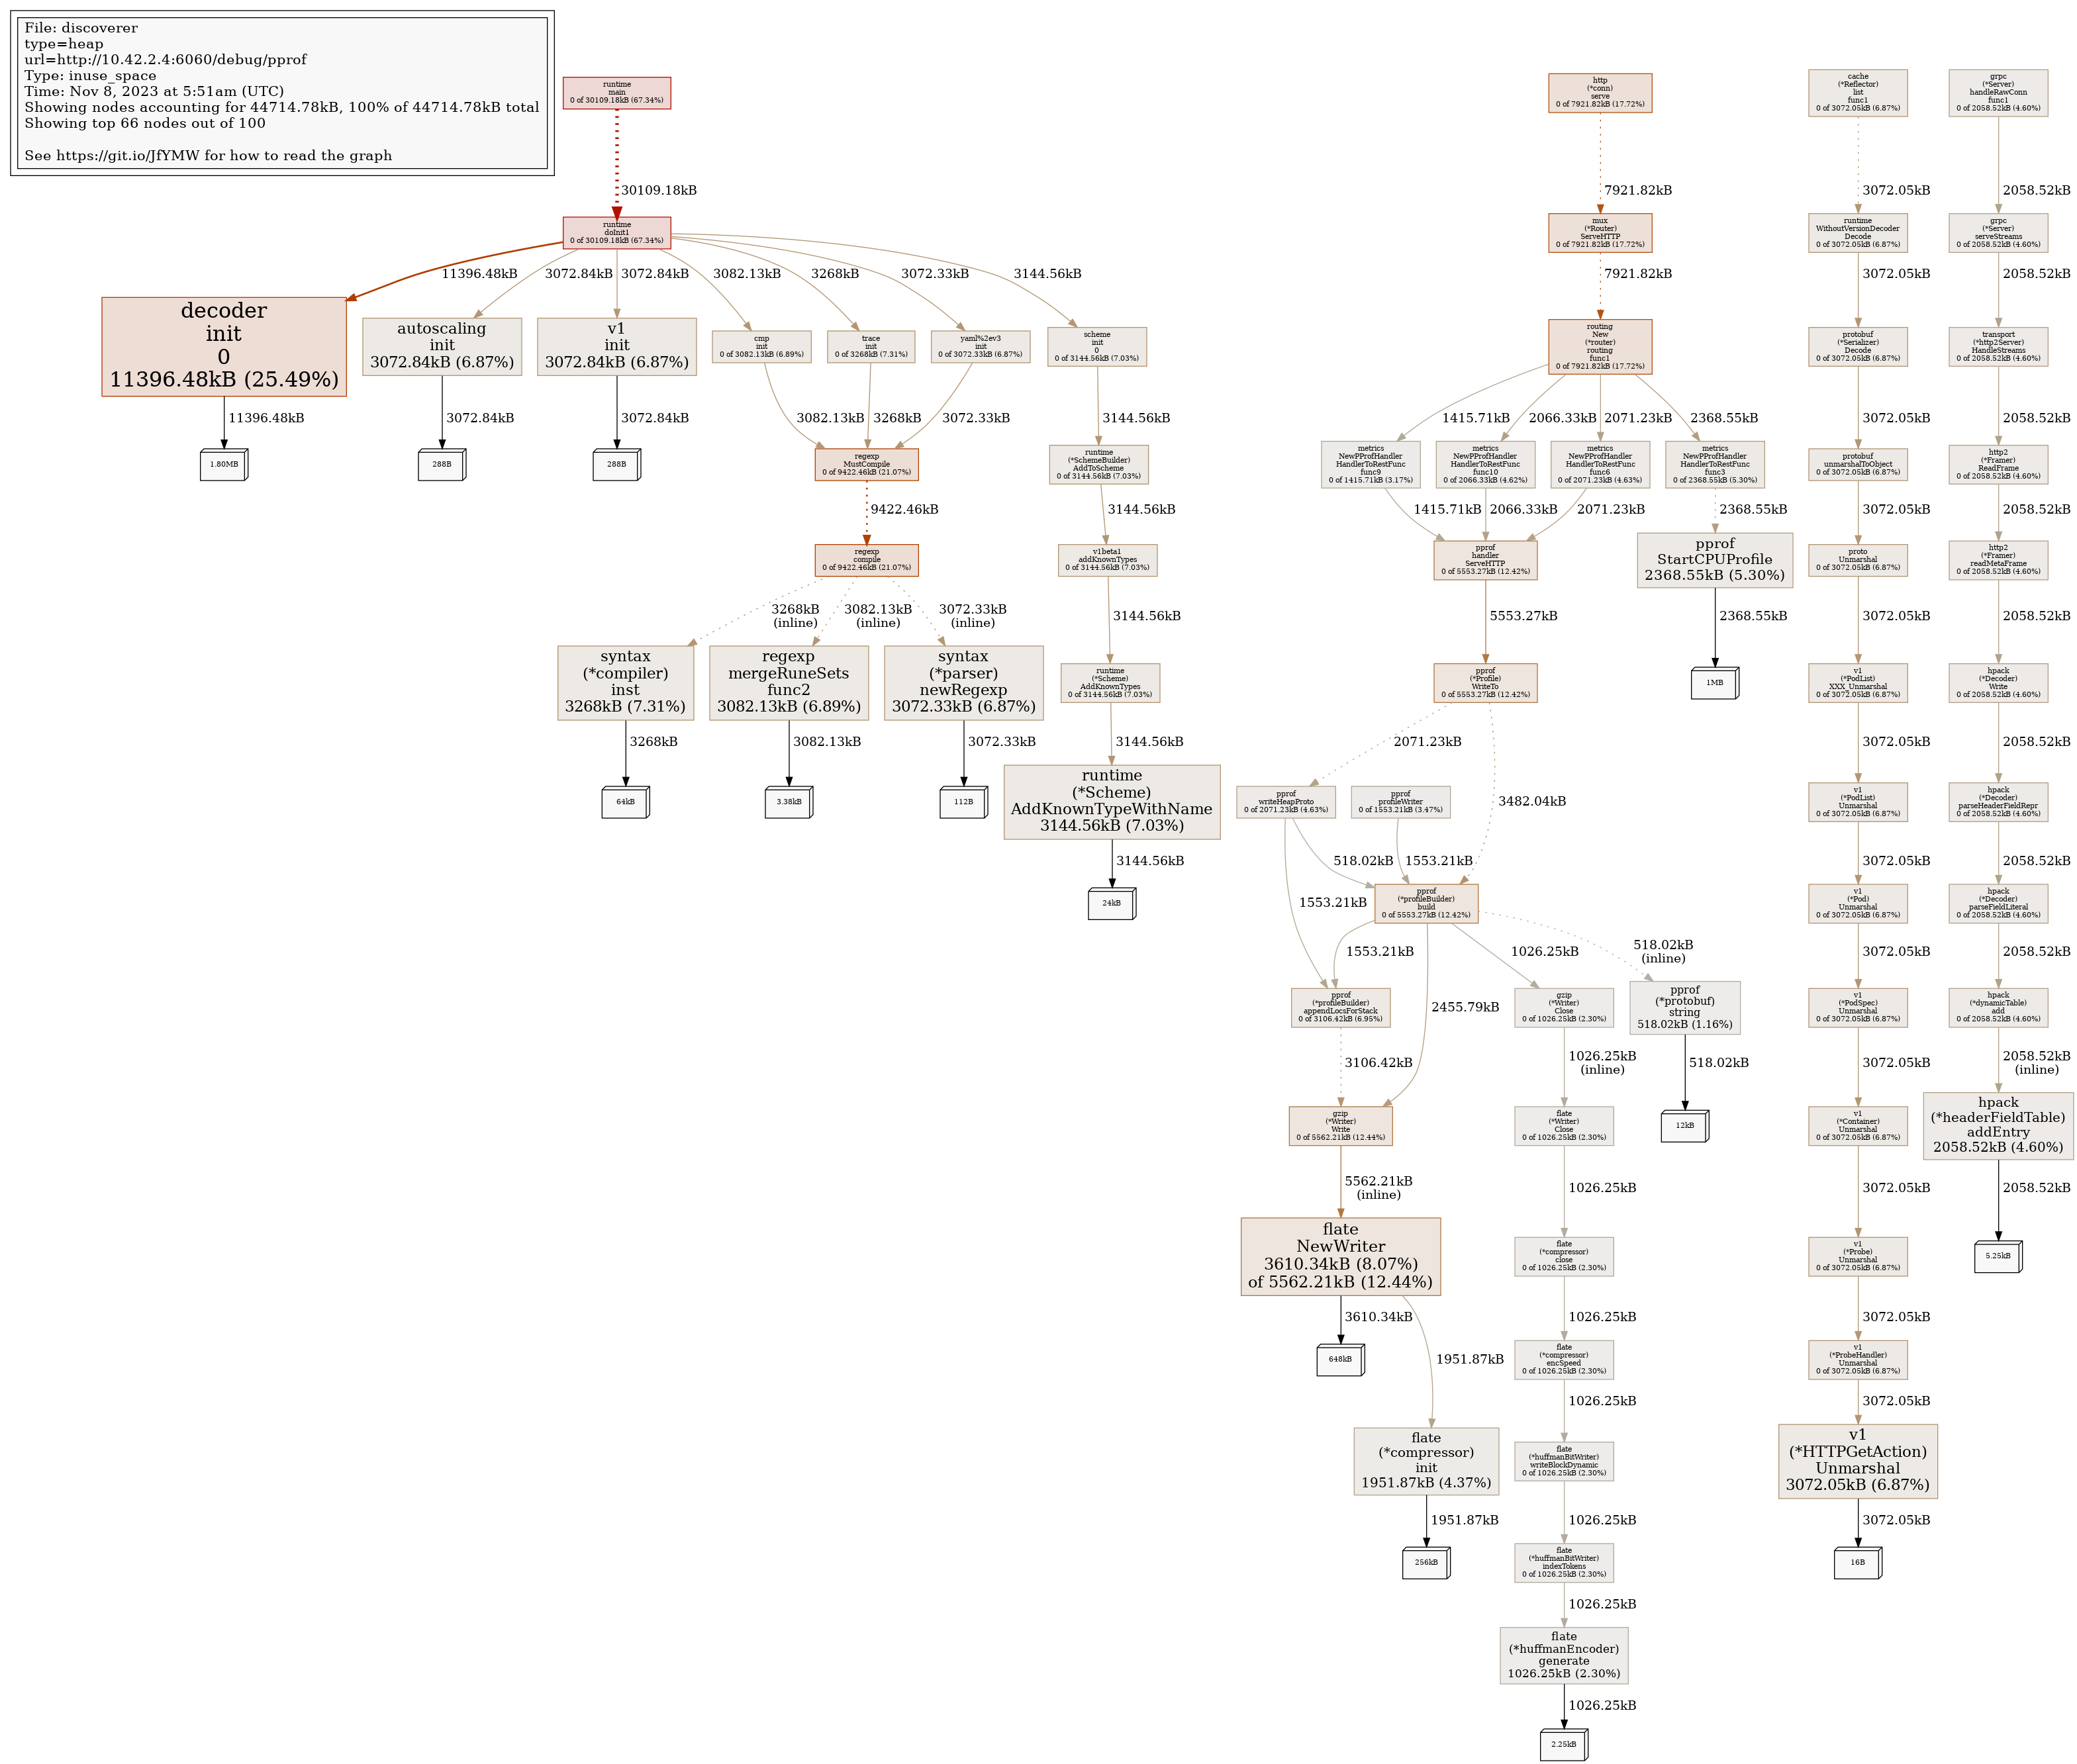 File: discoverer
type=heap
url=http://10.42.2.4:6060/debug/pprof
Type: inuse_space
Time: Nov 8, 2023 at 5:51am (UTC)
Showing nodes accounting for 44714.78kB, 100% of 44714.78kB total
Showing top 66 nodes out of 100
See https://git.io/JfYMW for how to read the graph
runtime
main
0 of 30109.18kB (67.34%)
http
(*conn)
serve
0 of 7921.82kB (17.72%)
cache
(*Reflector)
list
func1
0 of 3072.05kB (6.87%)
grpc
(*Server)
handleRawConn
func1
0 of 2058.52kB (4.60%)
30109.18kB
7921.82kB
3072.05kB
2058.52kB
runtime
doInit1
0 of 30109.18kB (67.34%)
mux
(*Router)
ServeHTTP
0 of 7921.82kB (17.72%)
runtime
WithoutVersionDecoder
Decode
0 of 3072.05kB (6.87%)
grpc
(*Server)
serveStreams
0 of 2058.52kB (4.60%)
11396.48kB
3072.84kB
3072.84kB
3082.13kB
3268kB
3072.33kB
3144.56kB
7921.82kB
3072.05kB
2058.52kB
decoder
init
0
11396.48kB (25.49%)
autoscaling
init
3072.84kB (6.87%)
v1
init
3072.84kB (6.87%)
cmp
init
0 of 3082.13kB (6.89%)
trace
init
0 of 3268kB (7.31%)
yaml%2ev3
init
0 of 3072.33kB (6.87%)
scheme
init
0
0 of 3144.56kB (7.03%)
routing
New
(*router)
routing
func1
0 of 7921.82kB (17.72%)
protobuf
(*Serializer)
Decode
0 of 3072.05kB (6.87%)
transport
(*http2Server)
HandleStreams
0 of 2058.52kB (4.60%)
11396.48kB
3072.84kB
3072.84kB
3082.13kB
3268kB
3072.33kB
3144.56kB
1415.71kB
2066.33kB
2071.23kB
2368.55kB
3072.05kB
2058.52kB
1.80MB
288B
288B
regexp
MustCompile
0 of 9422.46kB (21.07%)
runtime
(*SchemeBuilder)
AddToScheme
0 of 3144.56kB (7.03%)
metrics
NewPProfHandler
HandlerToRestFunc
func9
0 of 1415.71kB (3.17%)
metrics
NewPProfHandler
HandlerToRestFunc
func10
0 of 2066.33kB (4.62%)
metrics
NewPProfHandler
HandlerToRestFunc
func6
0 of 2071.23kB (4.63%)
metrics
NewPProfHandler
HandlerToRestFunc
func3
0 of 2368.55kB (5.30%)
protobuf
unmarshalToObject
0 of 3072.05kB (6.87%)
http2
(*Framer)
ReadFrame
0 of 2058.52kB (4.60%)
9422.46kB
3144.56kB
1415.71kB
2066.33kB
2071.23kB
2368.55kB
3072.05kB
2058.52kB
regexp
compile
0 of 9422.46kB (21.07%)
v1beta1
addKnownTypes
0 of 3144.56kB (7.03%)
pprof
handler
ServeHTTP
0 of 5553.27kB (12.42%)
pprof
StartCPUProfile
2368.55kB (5.30%)
proto
Unmarshal
0 of 3072.05kB (6.87%)
http2
(*Framer)
readMetaFrame
0 of 2058.52kB (4.60%)
3268kB
(inline)
3082.13kB
(inline)
3072.33kB
(inline)
3144.56kB
5553.27kB
2368.55kB
3072.05kB
2058.52kB
syntax
(*compiler)
inst
3268kB (7.31%)
regexp
mergeRuneSets
func2
3082.13kB (6.89%)
syntax
(*parser)
newRegexp
3072.33kB (6.87%)
runtime
(*Scheme)
AddKnownTypes
0 of 3144.56kB (7.03%)
pprof
(*Profile)
WriteTo
0 of 5553.27kB (12.42%)
1MB
v1
(*PodList)
XXX_Unmarshal
0 of 3072.05kB (6.87%)
hpack
(*Decoder)
Write
0 of 2058.52kB (4.60%)
3268kB
3082.13kB
3072.33kB
3144.56kB
2071.23kB
3482.04kB
3072.05kB
2058.52kB
64kB
3.38kB
112B
runtime
(*Scheme)
AddKnownTypeWithName
3144.56kB (7.03%)
pprof
writeHeapProto
0 of 2071.23kB (4.63%)
pprof
profileWriter
0 of 1553.21kB (3.47%)
v1
(*PodList)
Unmarshal
0 of 3072.05kB (6.87%)
hpack
(*Decoder)
parseHeaderFieldRepr
0 of 2058.52kB (4.60%)
3144.56kB
518.02kB
1553.21kB
3072.05kB
2058.52kB
24kB
1553.21kB
pprof
(*profileBuilder)
build
0 of 5553.27kB (12.42%)
v1
(*Pod)
Unmarshal
0 of 3072.05kB (6.87%)
hpack
(*Decoder)
parseFieldLiteral
0 of 2058.52kB (4.60%)
1553.21kB
2455.79kB
1026.25kB
518.02kB
(inline)
3072.05kB
2058.52kB
pprof
(*profileBuilder)
appendLocsForStack
0 of 3106.42kB (6.95%)
gzip
(*Writer)
Close
0 of 1026.25kB (2.30%)
pprof
(*protobuf)
string
518.02kB (1.16%)
v1
(*PodSpec)
Unmarshal
0 of 3072.05kB (6.87%)
hpack
(*dynamicTable)
add
0 of 2058.52kB (4.60%)
3106.42kB
1026.25kB
(inline)
518.02kB
3072.05kB
2058.52kB
(inline)
gzip
(*Writer)
Write
0 of 5562.21kB (12.44%)
flate
(*Writer)
Close
0 of 1026.25kB (2.30%)
12kB
v1
(*Container)
Unmarshal
0 of 3072.05kB (6.87%)
hpack
(*headerFieldTable)
addEntry
2058.52kB (4.60%)
5562.21kB
(inline)
1026.25kB
3072.05kB
2058.52kB
flate
NewWriter
3610.34kB (8.07%)
of 5562.21kB (12.44%)
flate
(*compressor)
close
0 of 1026.25kB (2.30%)
v1
(*Probe)
Unmarshal
0 of 3072.05kB (6.87%)
5.25kB
3610.34kB
1951.87kB
1026.25kB
3072.05kB
648kB
flate
(*compressor)
encSpeed
0 of 1026.25kB (2.30%)
v1
(*ProbeHandler)
Unmarshal
0 of 3072.05kB (6.87%)
1026.25kB
3072.05kB
flate
(*compressor)
init
1951.87kB (4.37%)
flate
(*huffmanBitWriter)
writeBlockDynamic
0 of 1026.25kB (2.30%)
v1
(*HTTPGetAction)
Unmarshal
3072.05kB (6.87%)
1951.87kB
1026.25kB
3072.05kB
256kB
flate
(*huffmanBitWriter)
indexTokens
0 of 1026.25kB (2.30%)
16B
1026.25kB
flate
(*huffmanEncoder)
generate
1026.25kB (2.30%)
1026.25kB
2.25kB